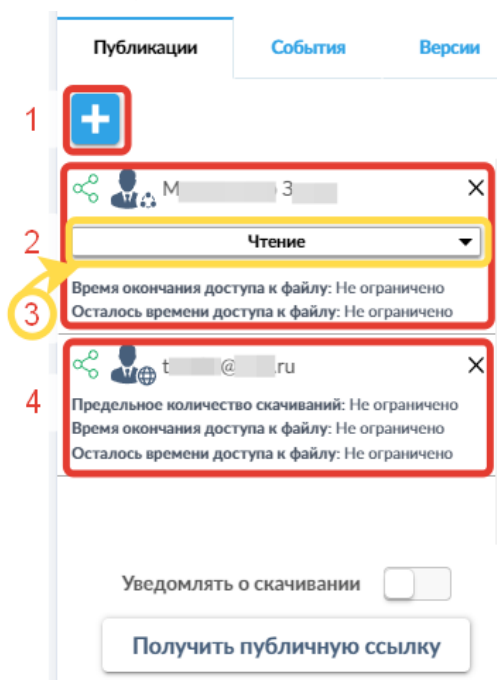 Публикации События Версии
1
М З
2
Чтение
Время окончания доступа к файлу: Не ограничено
3
Осталось времени доступа к файлу: Не ограничено
t @ .ru
4
Предельное количество скачиваний: Не ограничено
Время окончания доступа к файлу: Не ограничено
Осталось времени доступа к файлу: Не ограничено
Уведомлять о скачивании
Получить публичную ссылку